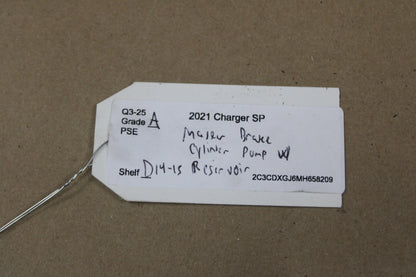 Q3-25 2021 Charger SP
Grade A
PSE Master Brake
Cylinder Pump w/
Shelf D14-15 Reservoir
2C3CDXGJ6MH658209